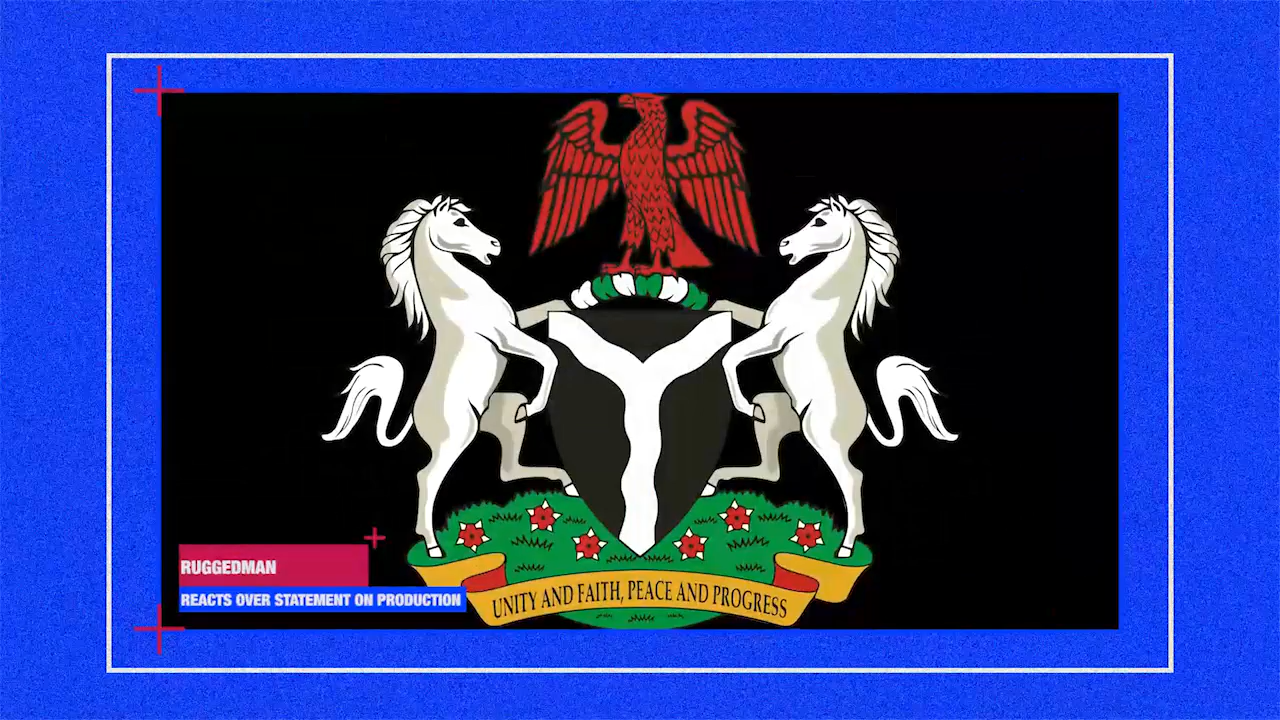 RUGGEDMAN
REACTS OVER STATEMENT ON PRODUCTION
UNITY AND FAITH, PEACE AND PROGRESS